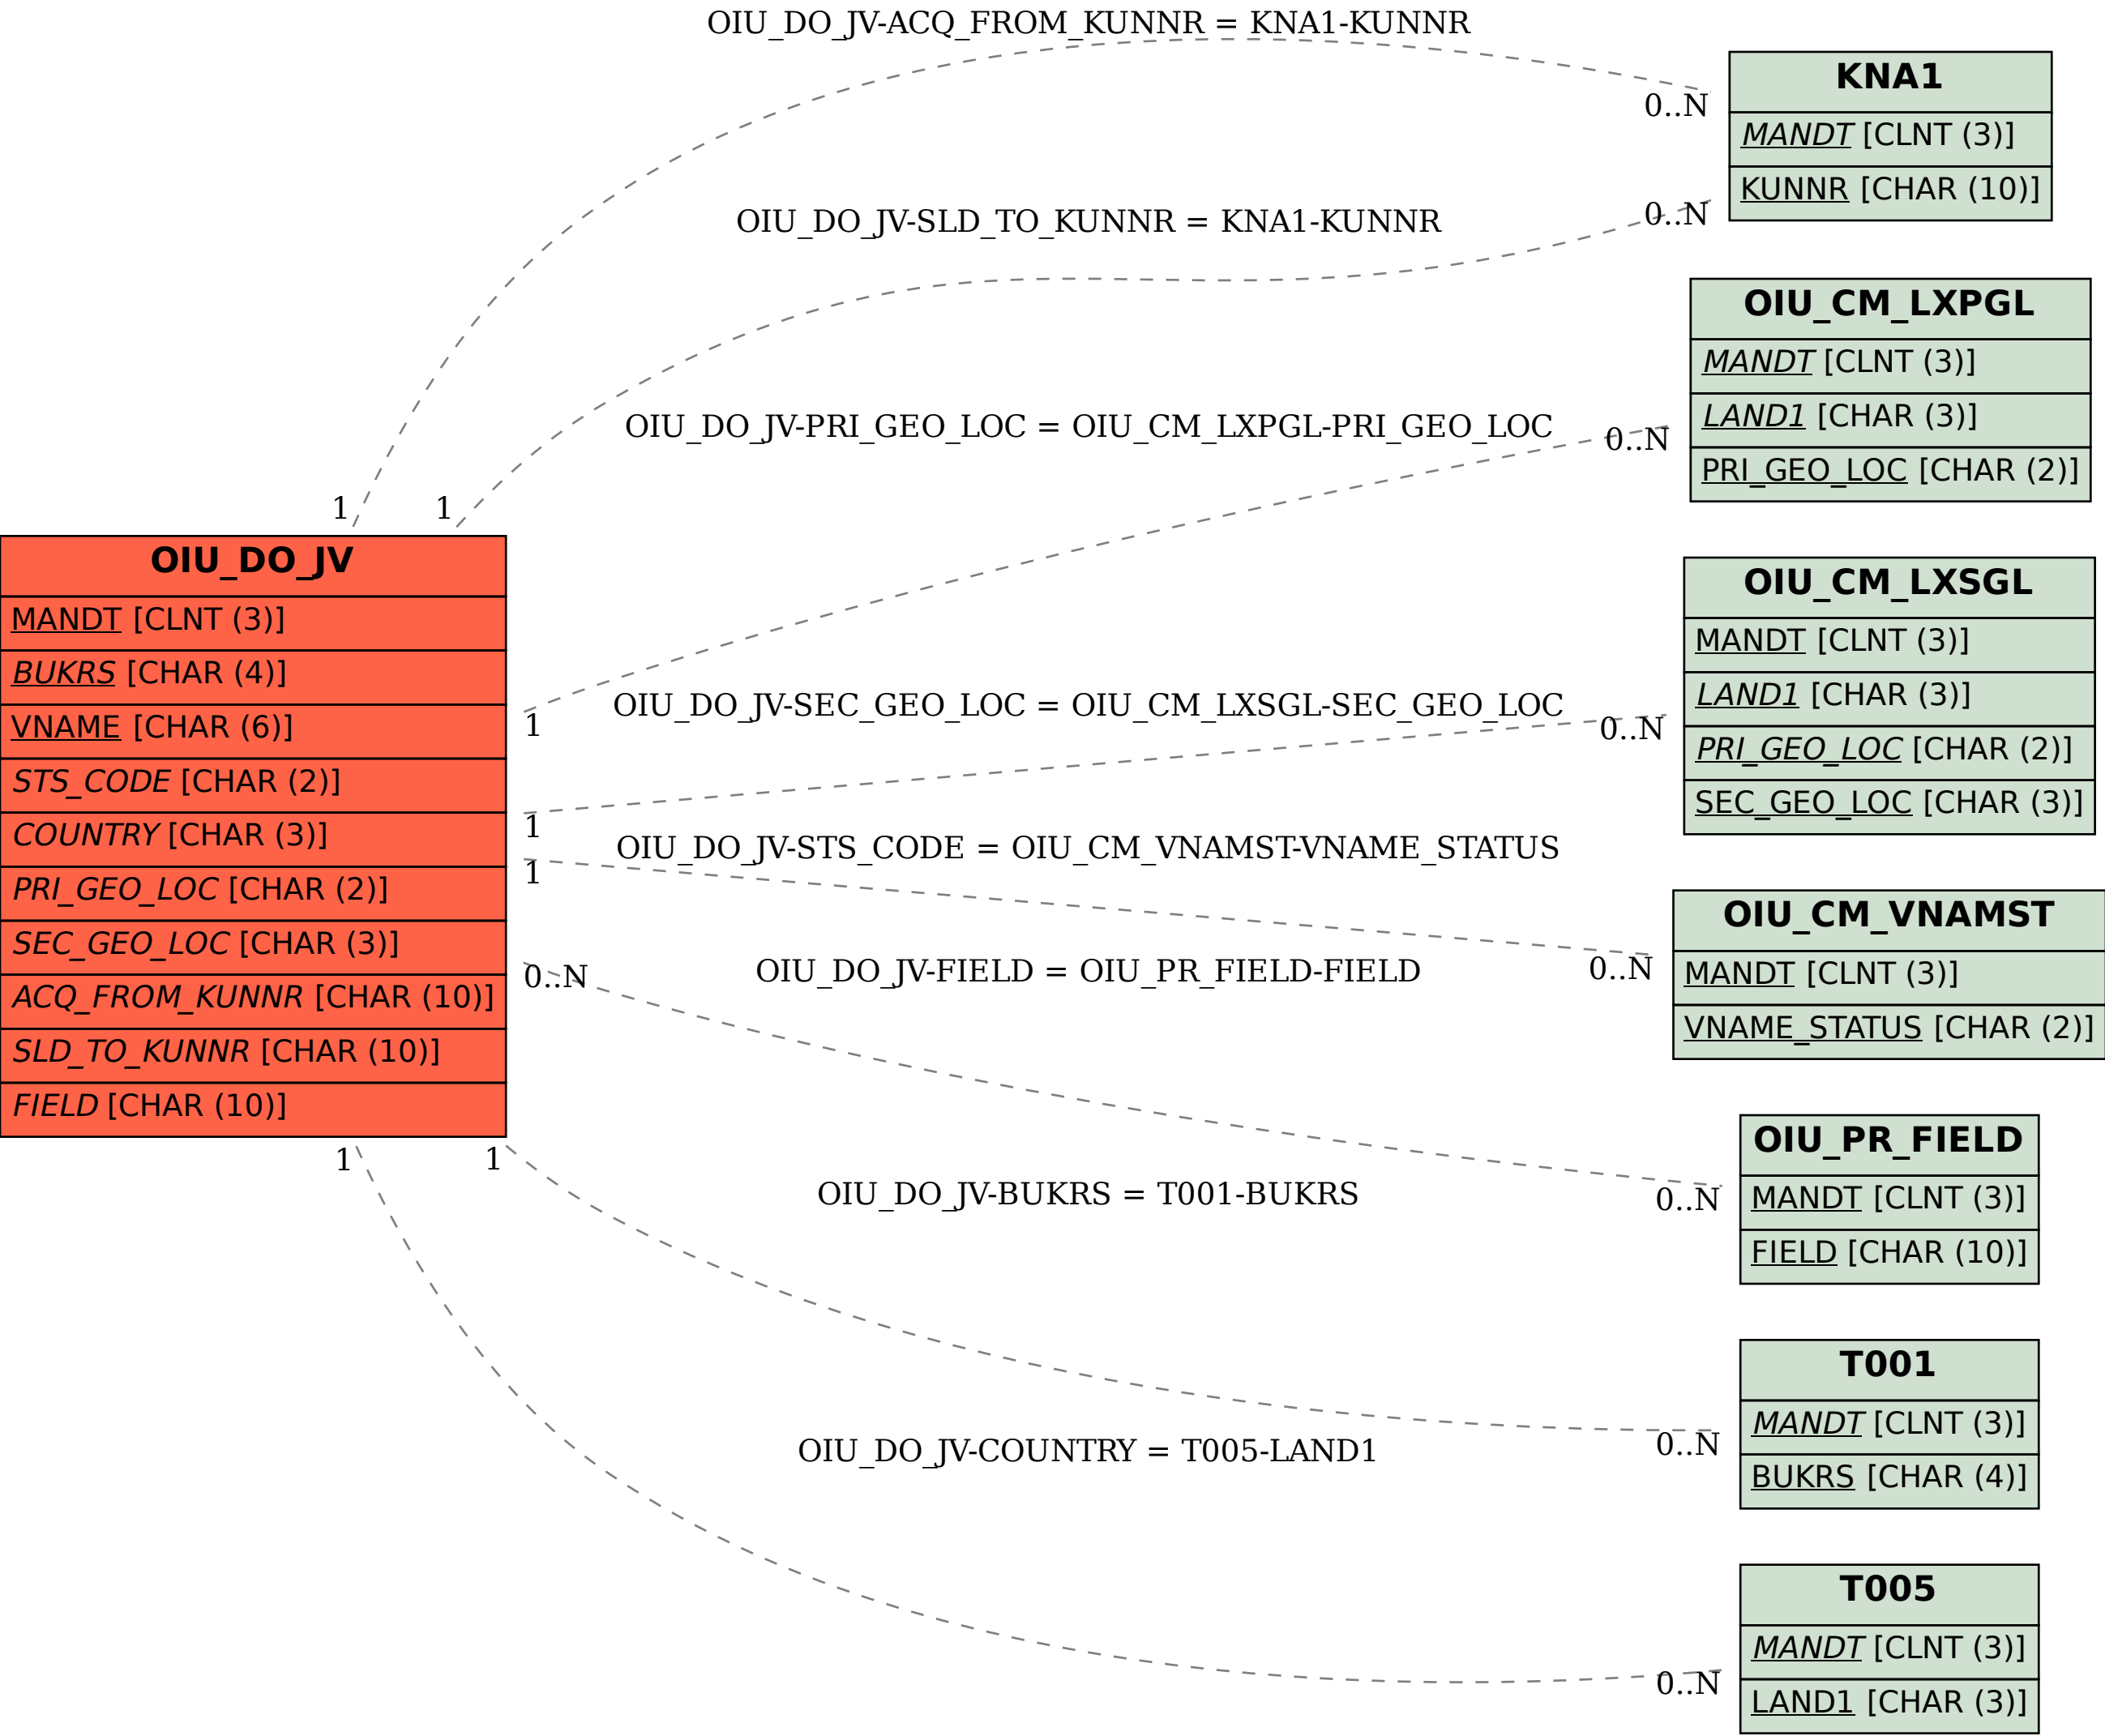 OIU_DO_JV-ACQ_FROM_KUNNR = KNA1-KUNNR
0..N
1
OIU_DO_JV-SLD_TO_KUNNR = KNA1-KUNNR
0..N
1
OIU_DO_JV-PRI_GEO_LOC = OIU_CM_LXPGL-PRI_GEO_LOC
0..N
1
OIU_DO_JV-SEC_GEO_LOC = OIU_CM_LXSGL-SEC_GEO_LOC
0..N
1
OIU_DO_JV-STS_CODE = OIU_CM_VNAMST-VNAME_STATUS
1
0..N
OIU_DO_JV-FIELD = OIU_PR_FIELD-FIELD
0..N
0..N
OIU_DO_JV-BUKRS = T001-BUKRS
1
0..N
OIU_DO_JV-COUNTRY = T005-LAND1
1
0..N
OIU_DO_JV
MANDT [CLNT (3)]
BUKRS [CHAR (4)]
VNAME [CHAR (6)]
STS_CODE [CHAR (2)]
COUNTRY [CHAR (3)]
PRI_GEO_LOC [CHAR (2)]
SEC_GEO_LOC [CHAR (3)]
ACQ_FROM_KUNNR [CHAR (10)]
SLD_TO_KUNNR [CHAR (10)]
FIELD [CHAR (10)]
KNA1
MANDT [CLNT (3)]
KUNNR [CHAR (10)]
OIU_CM_LXPGL
MANDT [CLNT (3)]
LAND1 [CHAR (3)]
PRI_GEO_LOC [CHAR (2)]
OIU_CM_LXSGL
MANDT [CLNT (3)]
LAND1 [CHAR (3)]
PRI_GEO_LOC [CHAR (2)]
SEC_GEO_LOC [CHAR (3)]
OIU_CM_VNAMST
MANDT [CLNT (3)]
VNAME_STATUS [CHAR (2)]
OIU_PR_FIELD
MANDT [CLNT (3)]
FIELD [CHAR (10)]
T001
MANDT [CLNT (3)]
BUKRS [CHAR (4)]
T005
MANDT [CLNT (3)]
LAND1 [CHAR (3)]